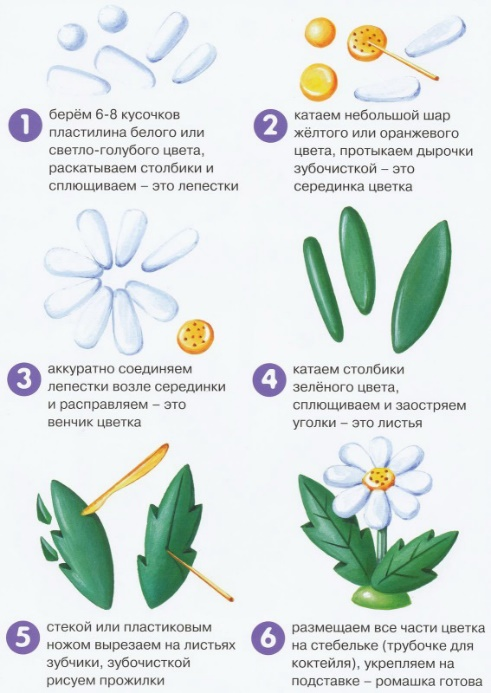 1
берём 6-8 кусочков
пластилина белого или
светло-голубого цвета,
раскатываем столбики и
сплющиваем – это лепестки
2
катаем небольшой шар
жёлтого или оранжевого
цвета, протыкаем дырочки
зубочисткой – это
серединка цветка
3
аккуратно соединяем
лепестки возле серединки
и расправляем – это
венчик цветка
4
катаем столбики
зелёного цвета,
сплющиваем и заостряем
уголки – это листья
5
стекой или пластиковым
ножом вырезаем на листьях
зубчики, зубочисткой
рисуем прожилки
6
размещаем все части цветка
на стебельке (трубочке для
коктейля), укрепляем на
подставке – ромашка готова